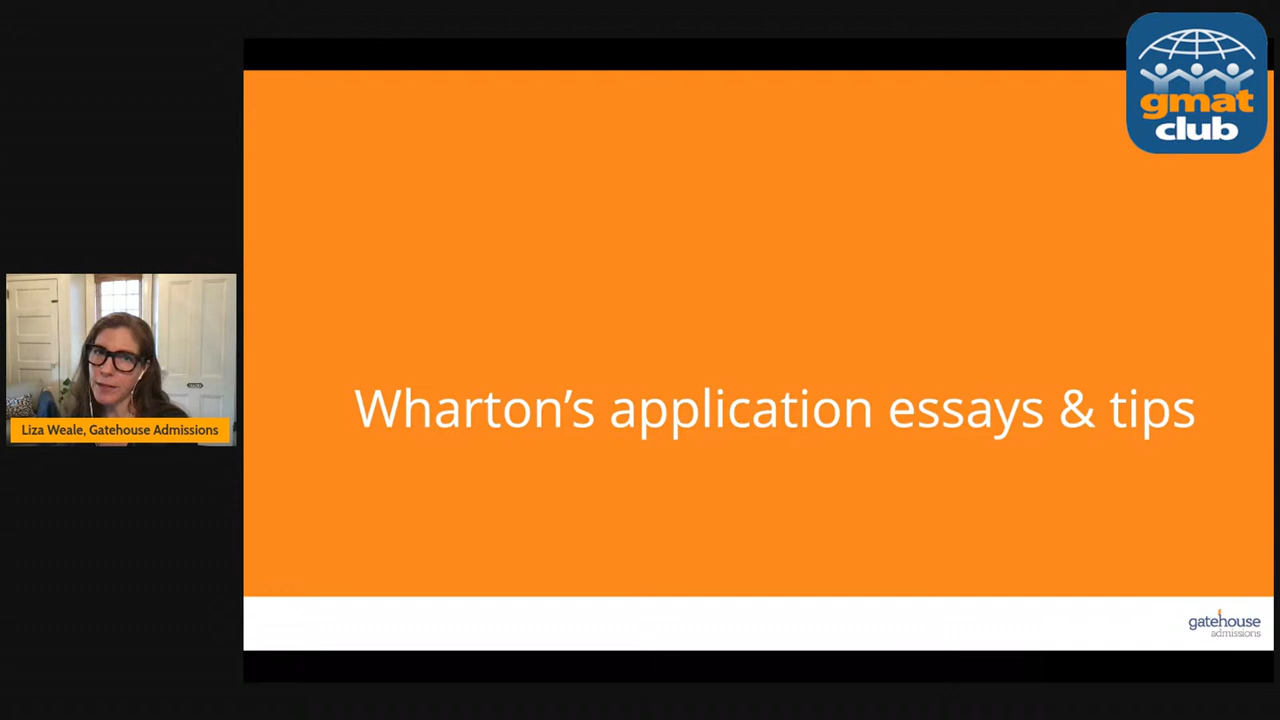 gmat
club
Wharton's application essays & tips
Liza Weale, Gatehouse Admissions
gatehouse
admissions